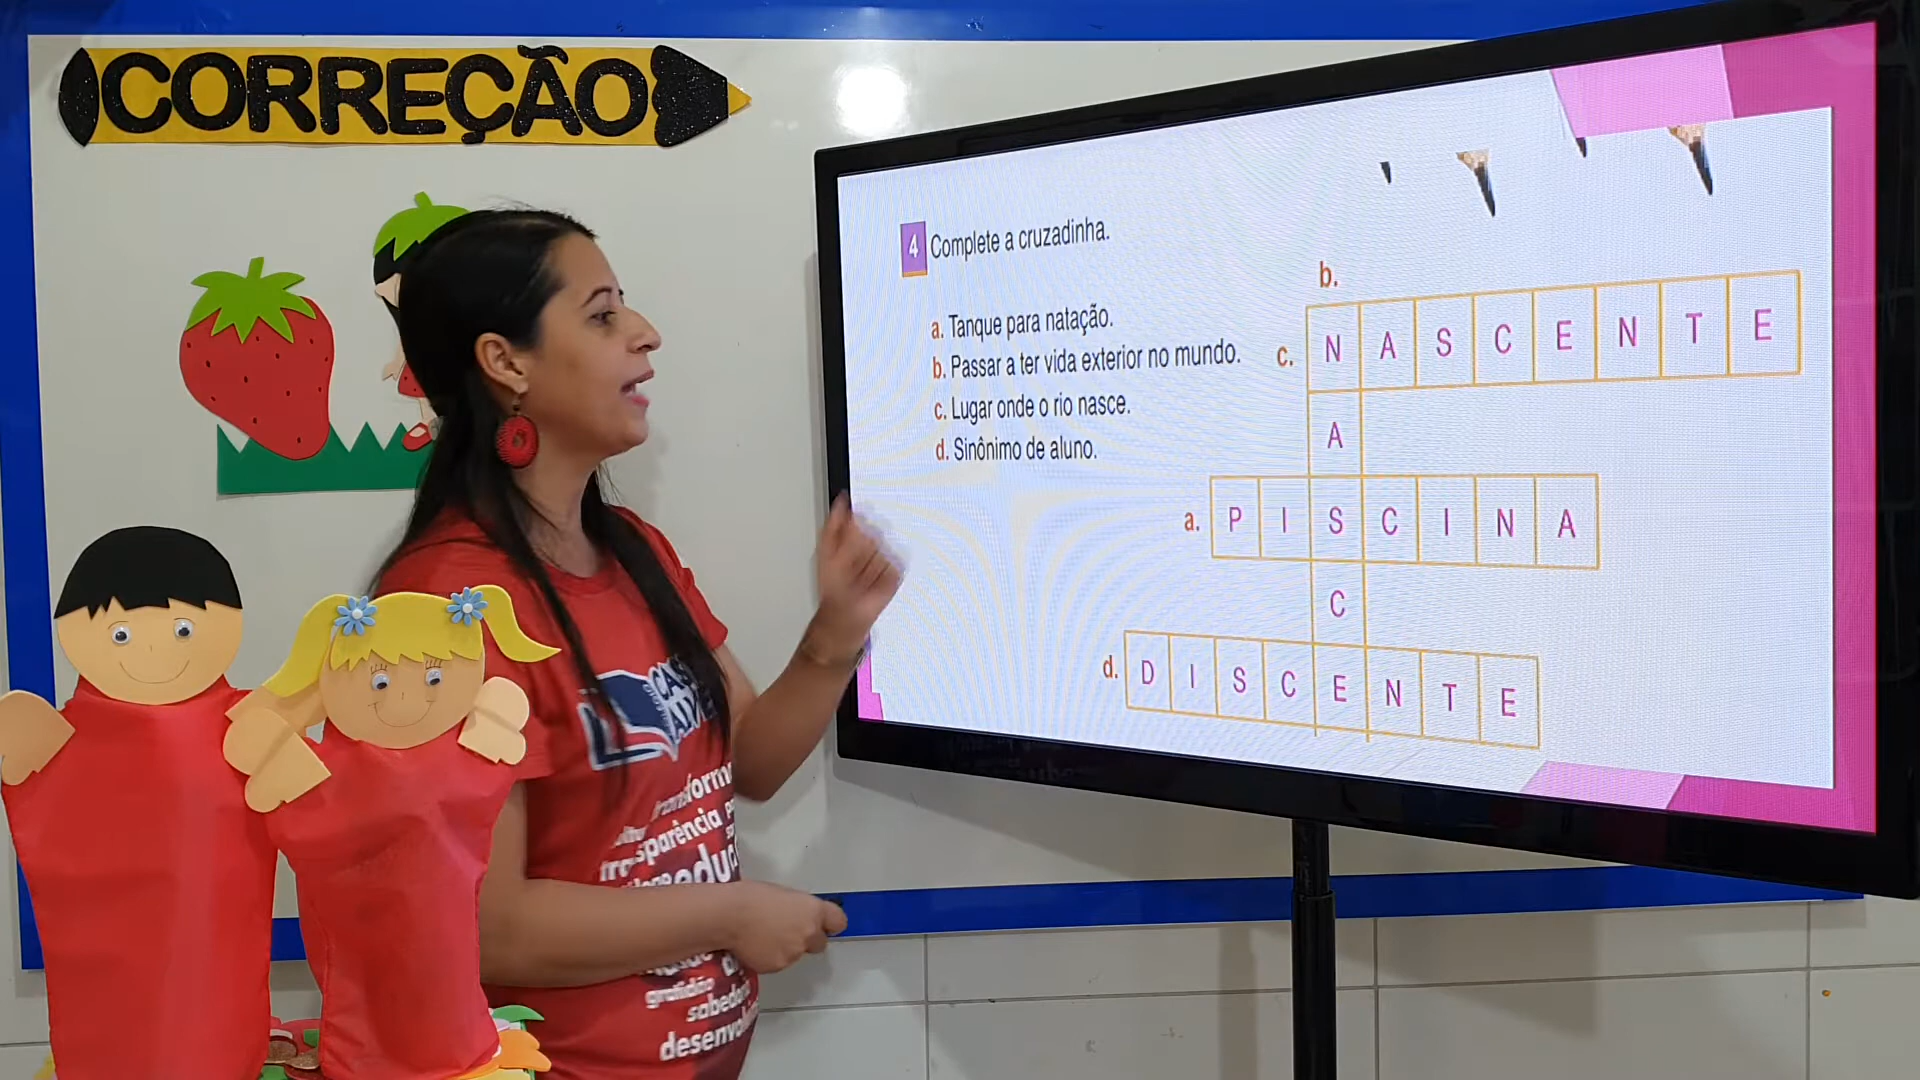 CORREÇÃO
4 Complete a cruzadinha.
a. Tanque para natação.
b. Passar a ter vida exterior no mundo.
c. Lugar onde o rio nasce.
d. Sinônimo de aluno.
b.
c. N A S C E N T E
A
a. P I S C I N A
C
d. D I S C E N T E
gratidão